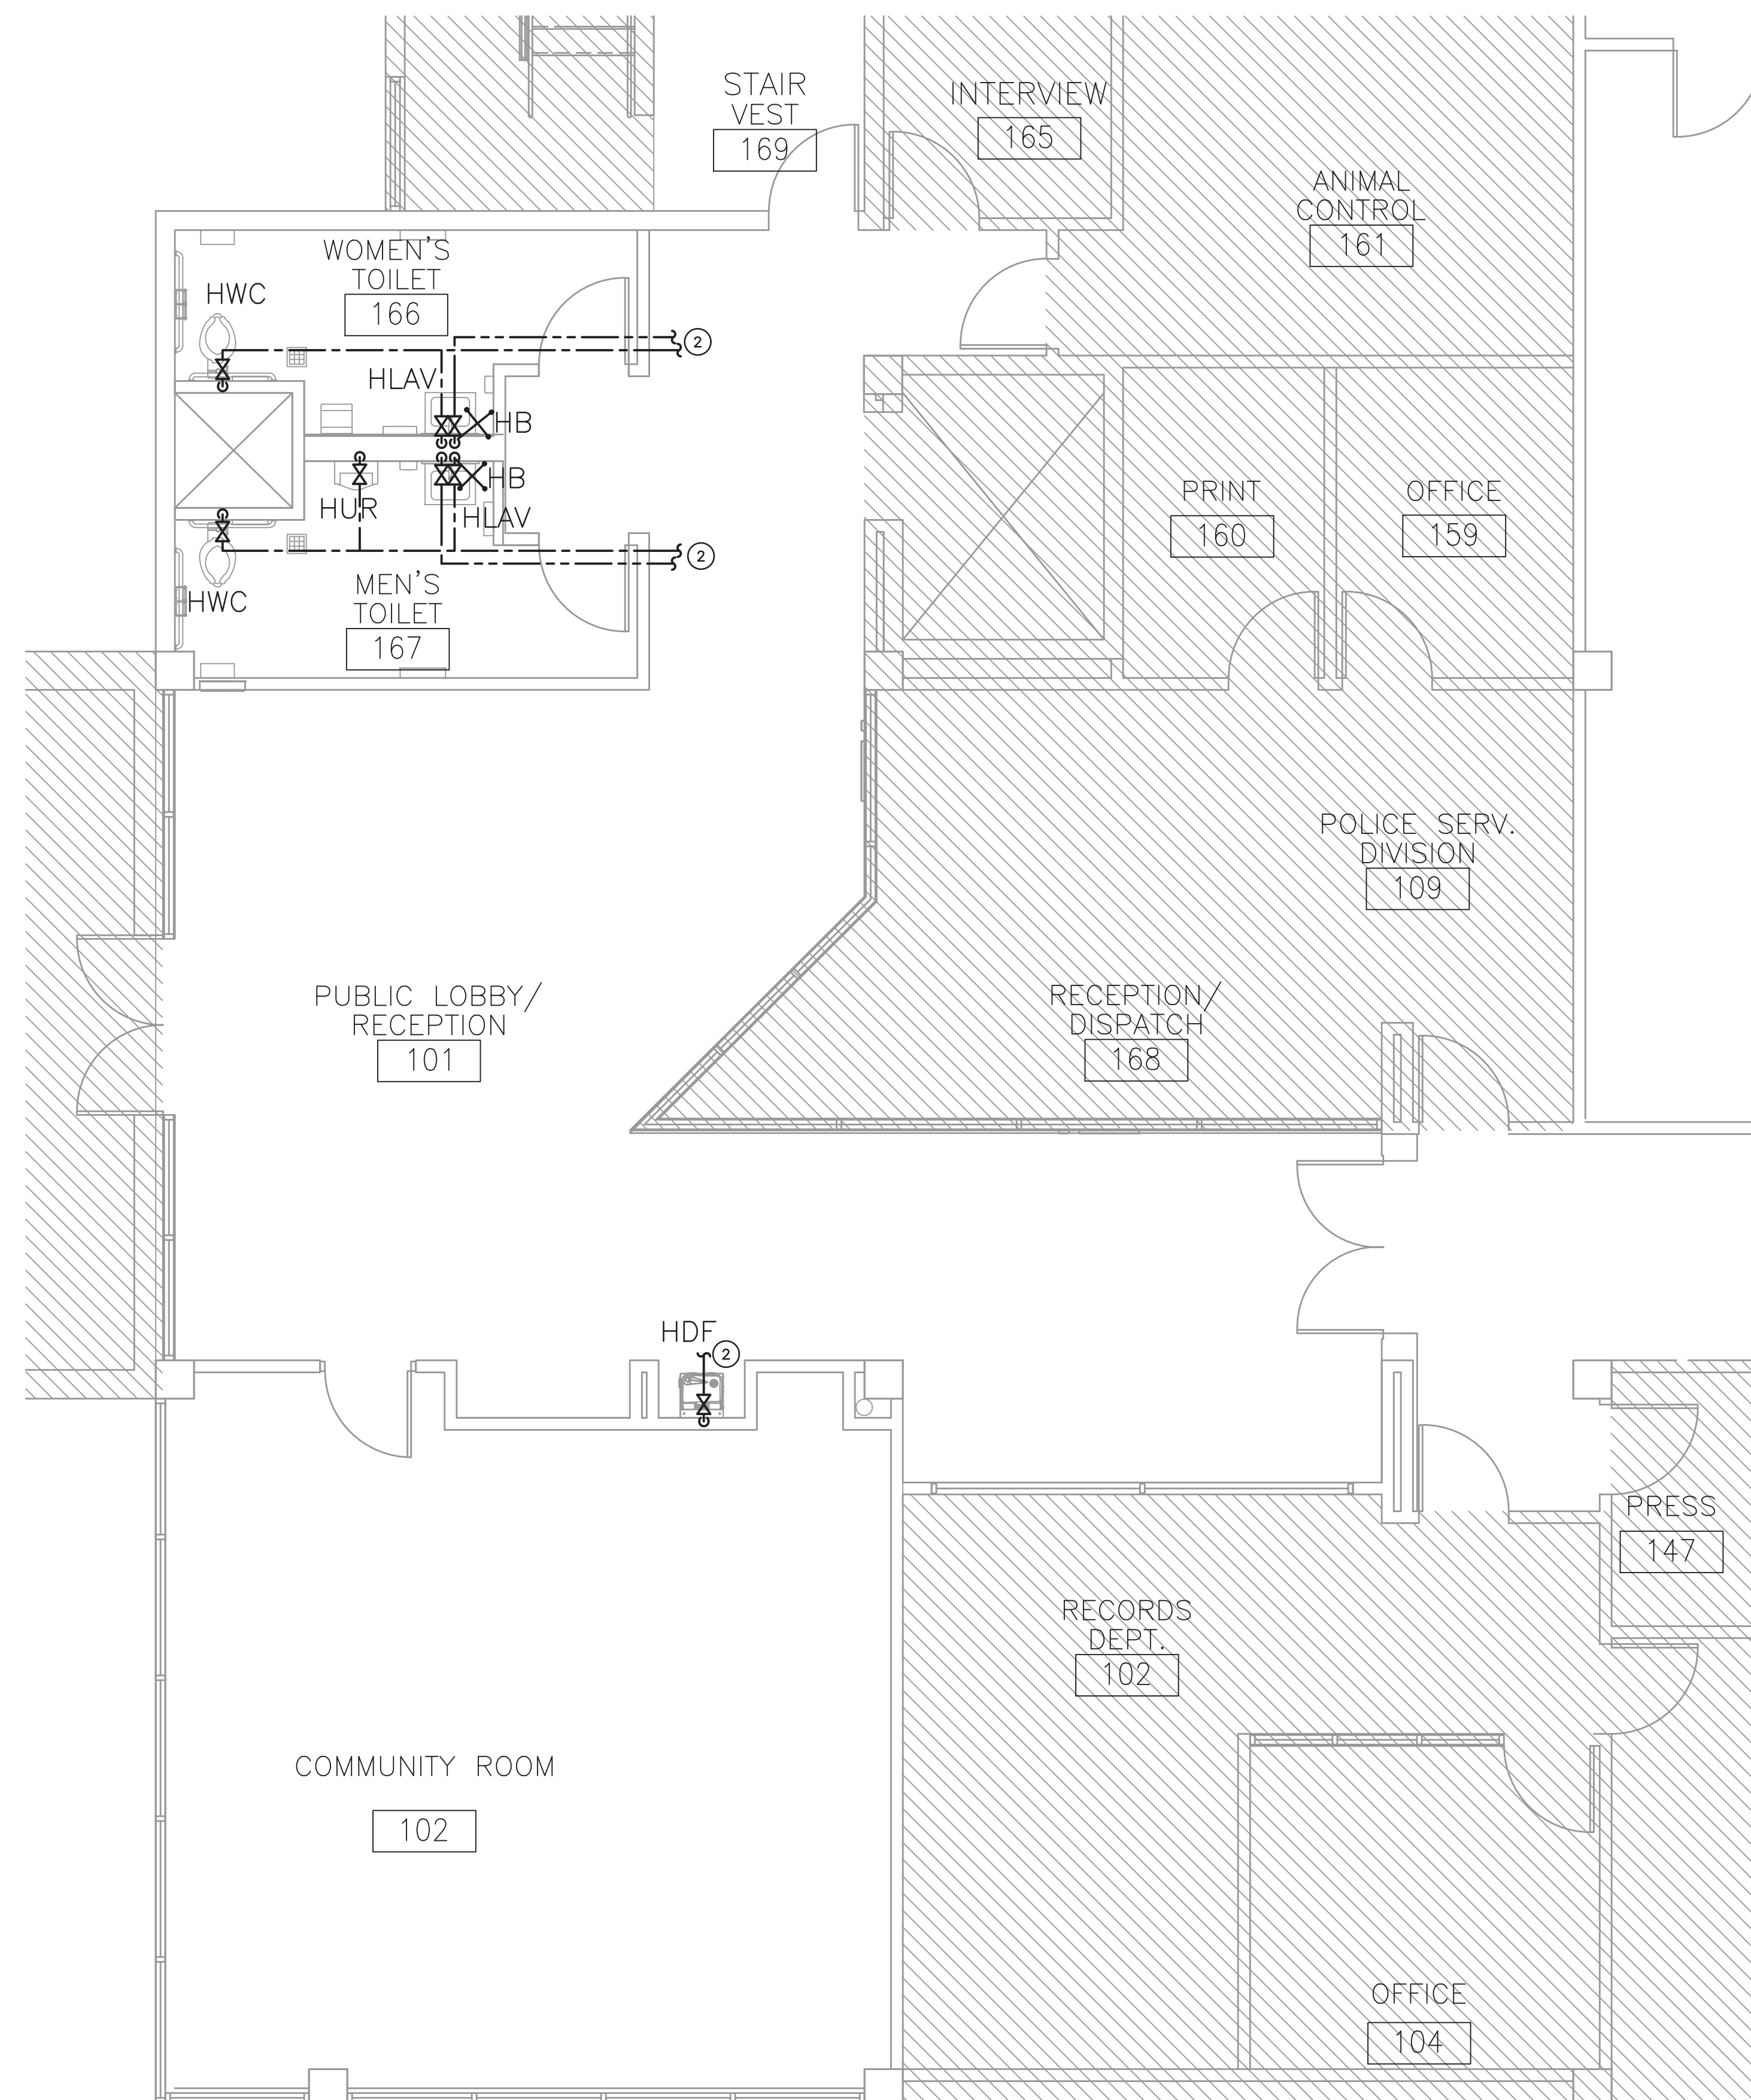 STAIR
VEST
169
INTERVIEW
165
ANIMAL
CONTROL
161
WOMEN'S
TOILET
166
HWC
2
HLAV
HB
HB
HUR
HLAV
2
HWC
MEN'S
TOILET
167
PRINT
160
OFFICE
159
POLICE SERV.
DIVISION
109
PUBLIC LOBBY/
RECEPTION
101
RECEPTION/
DISPATCH
168
HDF
2
PRESS
147
RECORDS
DEPT.
102
COMMUNITY ROOM
102
OFFICE
104